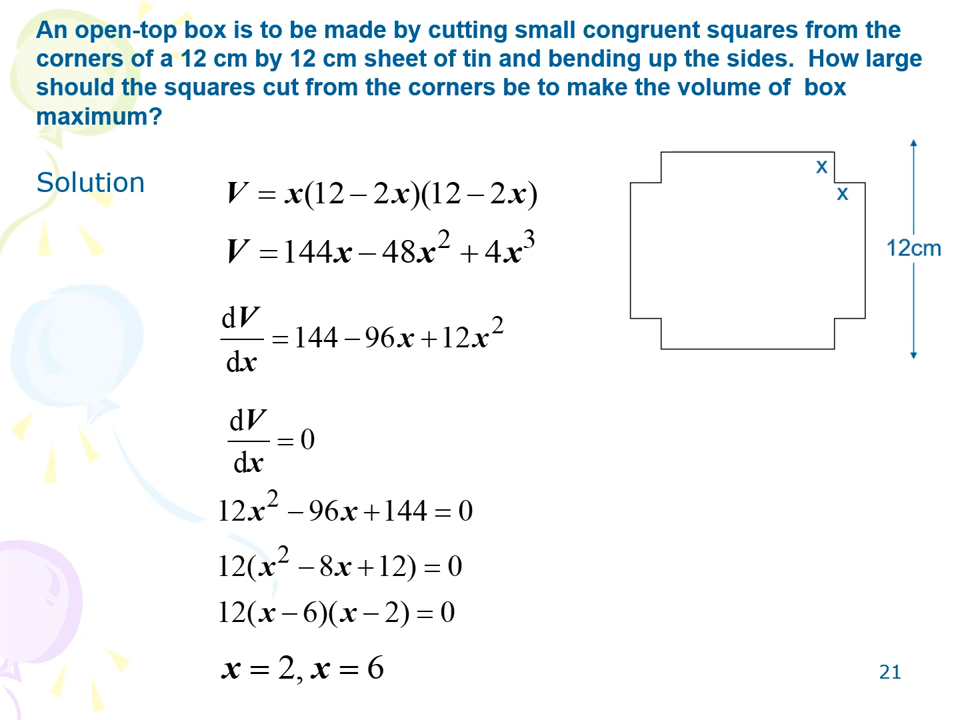 An open-top box is to be made by cutting small congruent squares from the
corners of a 12 cm by 12 cm sheet of tin and bending up the sides.  How large
should the squares cut from the corners be to make the volume of  box
maximum?
Solution
V = x(12 − 2x)(12 − 2x)
V = 144x − 48x² + 4x³
dV/dx = 144 − 96x + 12x²
dV/dx = 0
12x² − 96x + 144 = 0
12(x² − 8x + 12) = 0
12(x − 6)(x − 2) = 0
x = 2, x = 6
x
x
12cm
21